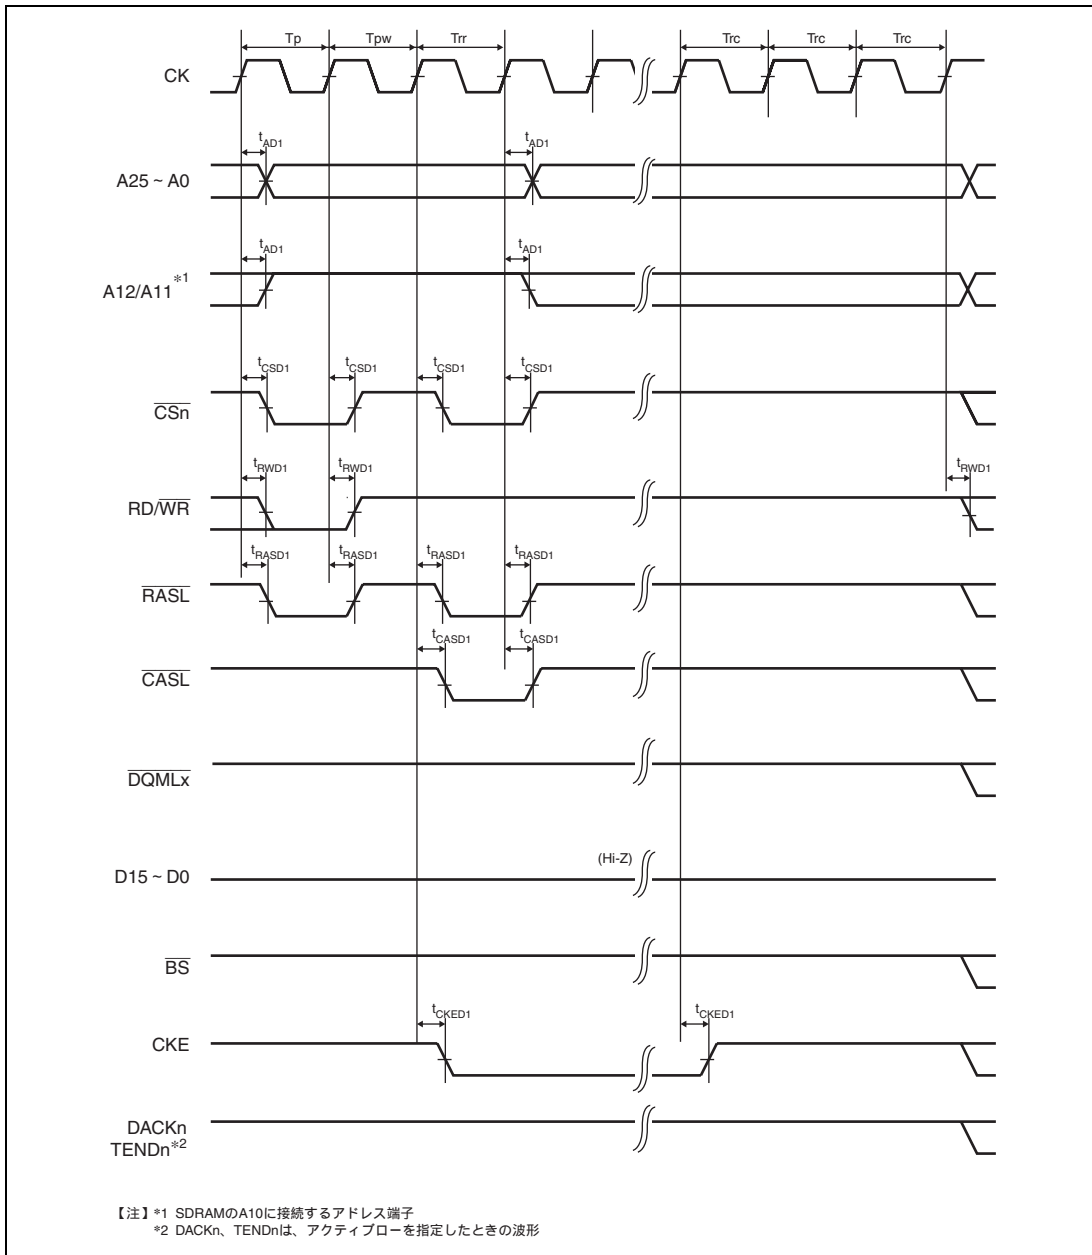 Tp Tpw Trr Trc Trc Trc
CK
tAD1 tAD1
A25 ~ A0
tAD1 tAD1
A12/A11*1
tCSD1 tCSD1 tCSD1 tCSD1
CSn
tRWD1 tRWD1 tRWD1
RD/WR
tRASD1 tRASD1 tRASD1 tRASD1
RASL
tCASD1 tCASD1
CASL
DQMLx
(Hi-Z)
D15 ~ D0
BS
tCKED1 tCKED1
CKE
DACKn
TENDn*2
【注】*1 SDRAMのA10に接続するアドレス端子
*2 DACKn、TENDnは、アクティブローを指定したときの波形